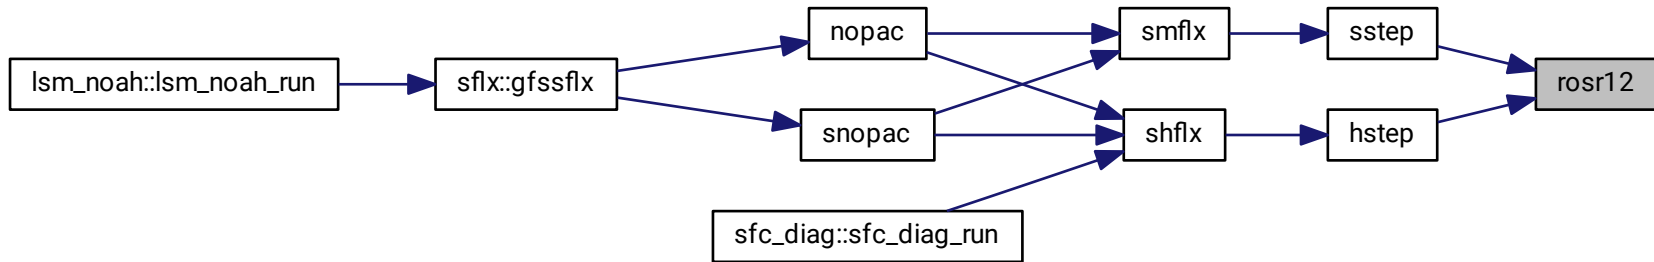 lsm_noah::lsm_noah_run
sflx::gfssflx
nopac
snopac
sfc_diag::sfc_diag_run
smflx
shflx
sstep
hstep
rosr12